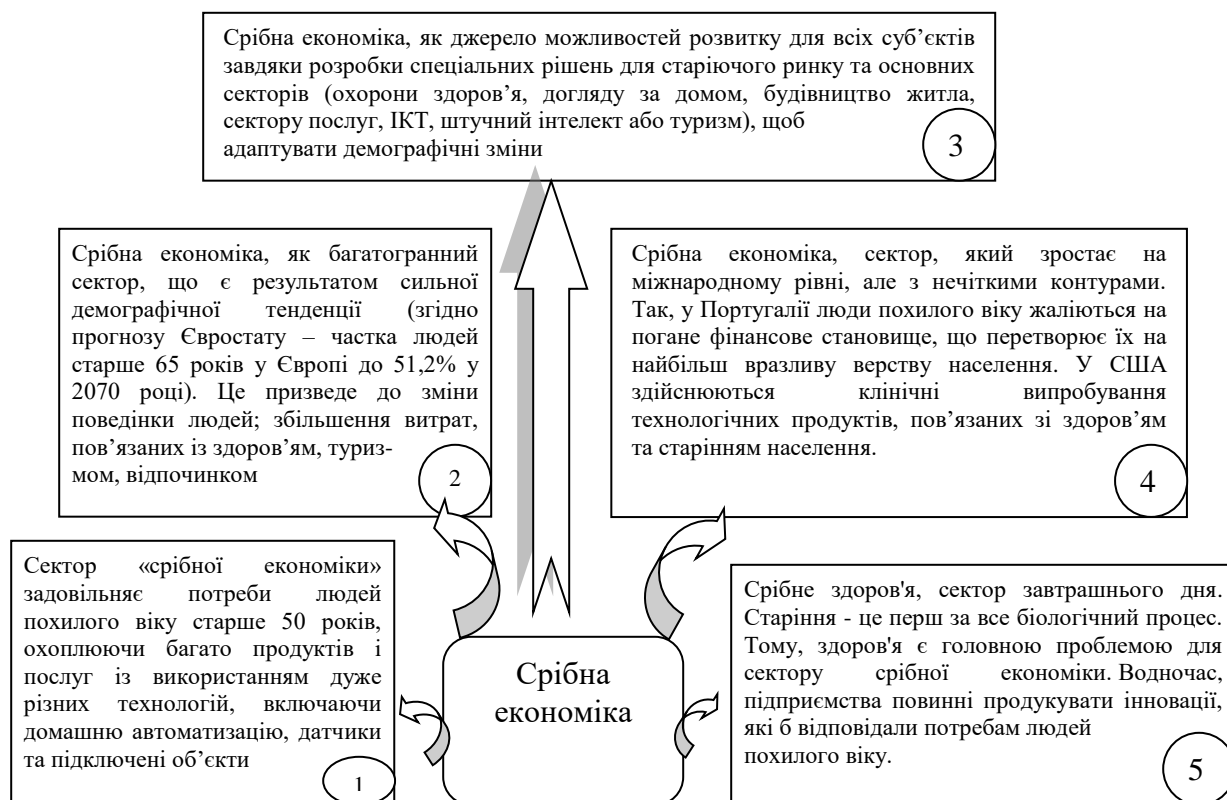 Срібна економіка, як джерело можливостей розвитку для всіх суб’єктів
завдяки розробки спеціальних рішень для старіючого ринку та основних
секторів (охорони здоров’я, догляду за домом, будівництво житла,
сектору послуг, ІКТ, штучний інтелект або туризм), щоб
адаптувати демографічні зміни
3
Срібна економіка, як багатогранний
сектор, що є результатом сильної
демографічної тенденції (згідно
прогнозу Євростату – частка людей
старше 65 років у Європі до 51,2% у
2070 році). Це призведе до зміни
поведінки людей; збільшення витрат,
пов’язаних із здоров’ям, туриз-
мом, відпочинком
2
Срібна економіка, сектор, який зростає на
міжнародному рівні, але з нечіткими контурами.
Так, у Португалії люди похилого віку жаліються на
погане фінансове становище, що перетворює їх на
найбільш вразливу верству населення. У США
здійснюються клінічні випробування
технологічних продуктів, пов’язаних зі здоров’ям
та старінням населення.
4
Сектор «срібної економіки»
задовільняє потреби людей
похилого віку старше 50 років,
охоплюючи багато продуктів і
послуг із використанням дуже
різних технологій, включаючи
домашню автоматизацію, датчики
та підключені об’єкти
1
Срібна
економіка
Срібне здоров'я, сектор завтрашнього дня.
Старіння - це перш за все біологічний процес.
Тому, здоров'я є головною проблемою для
сектору срібної економіки. Водночас,
підприємства повинні продукувати інновації,
які б відповідали потребам людей
похилого віку.
5